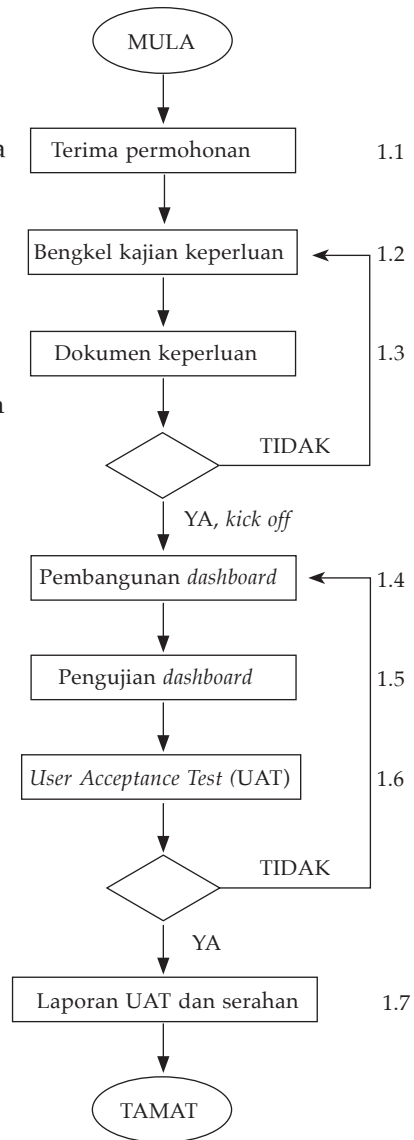 MULA
a
Terima permohonan 1.1
Bengkel kajian keperluan 1.2
Dokumen keperluan 1.3
n
TIDAK
YA, kick off
Pembangunan dashboard 1.4
Pengujian dashboard 1.5
User Acceptance Test (UAT) 1.6
TIDAK
YA
Laporan UAT dan serahan 1.7
TAMAT